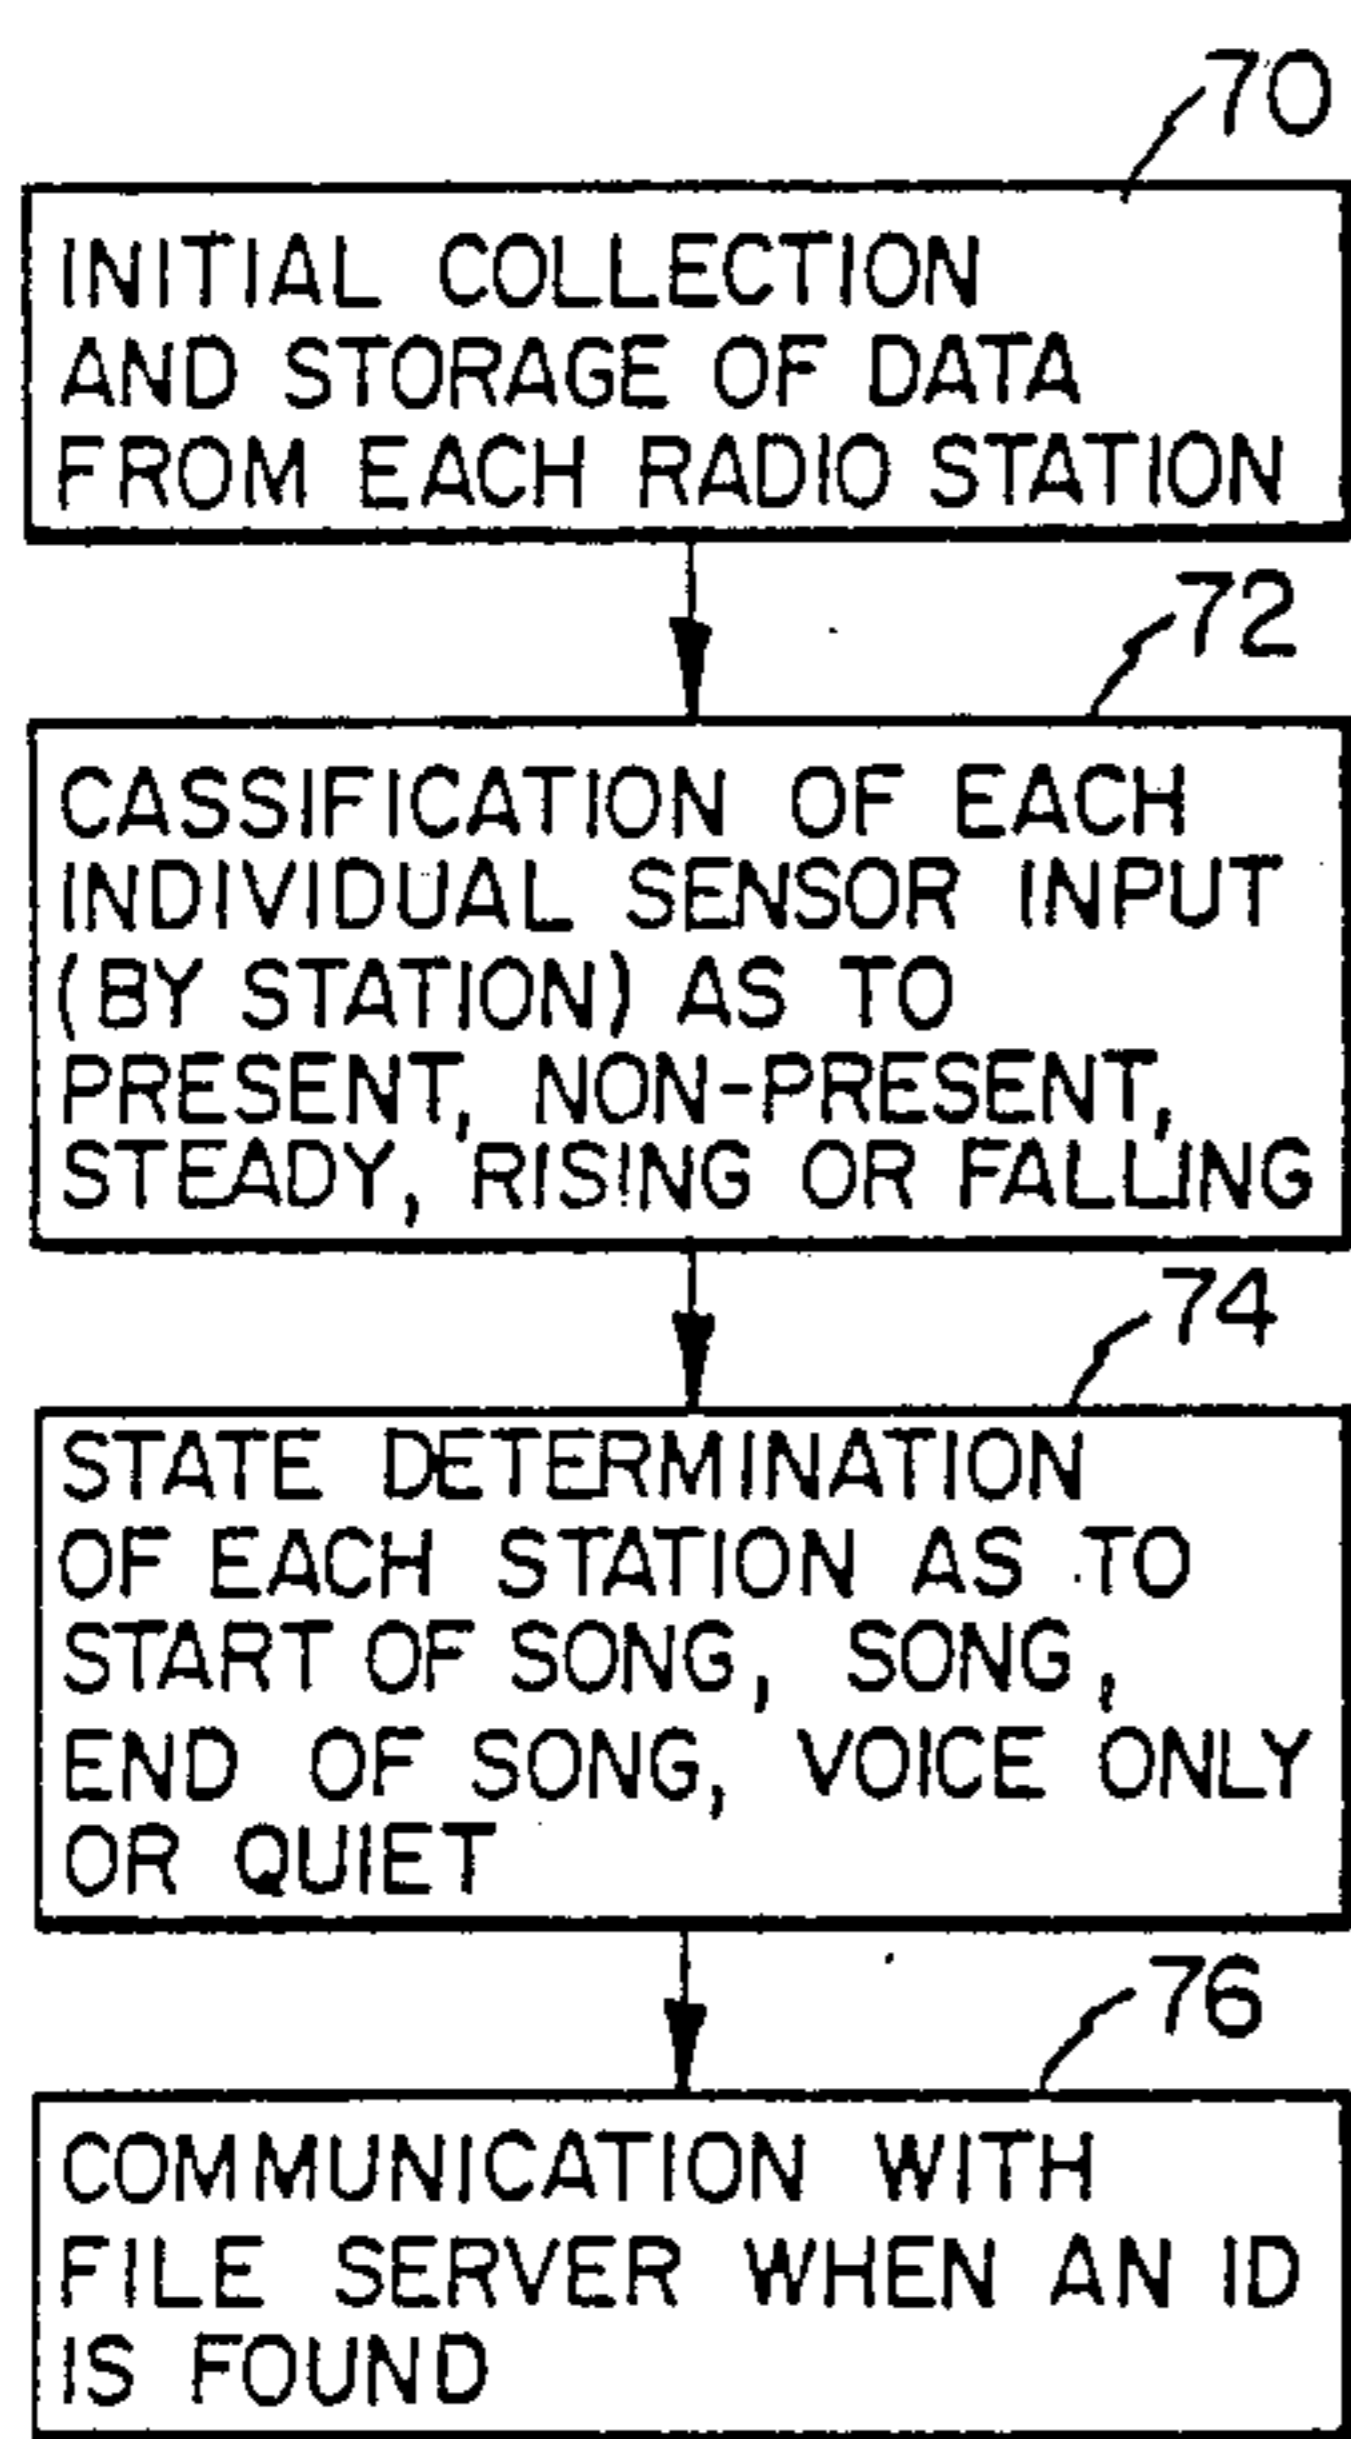 70
INITIAL COLLECTION
AND STORAGE OF DATA
FROM EACH RADIO STATION
72
CASSIFICATION OF EACH
INDIVIDUAL SENSOR INPUT
(BY STATION) AS TO
PRESENT, NON-PRESENT,
STEADY, RISING OR FALLING
74
STATE DETERMINATION
OF EACH STATION AS TO
START OF SONG, SONG,
END OF SONG, VOICE ONLY
OR QUIET
76
COMMUNICATION WITH
FILE SERVER WHEN AN ID
IS FOUND